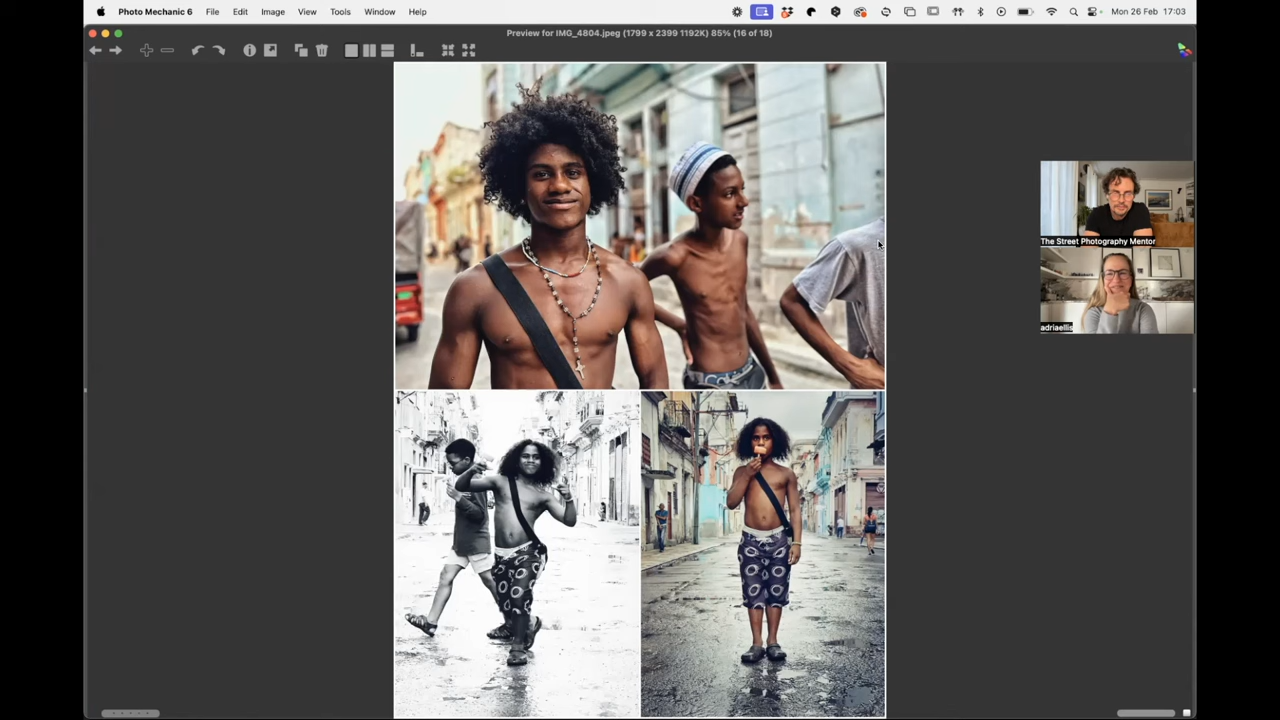 Photo Mechanic 6 File Edit Image View Tools Window Help Mon 26 Feb 17:03
Preview for IMG_4804.jpeg (1799 x 2399 1192K) 85% (16 of 18)
The Street Photography Mentor
adriaellis